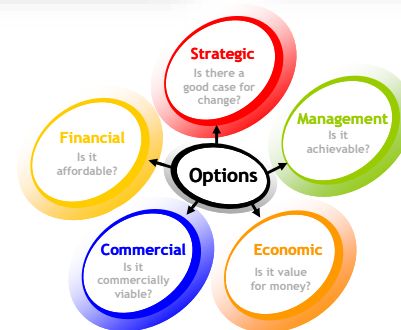 Strategic
Is there a
good case for
change?
Financial
Is it
affordable?
Management
Is it
achievable?
Options
Commercial
Is it
commercially
viable?
Economic
Is it value
for money?